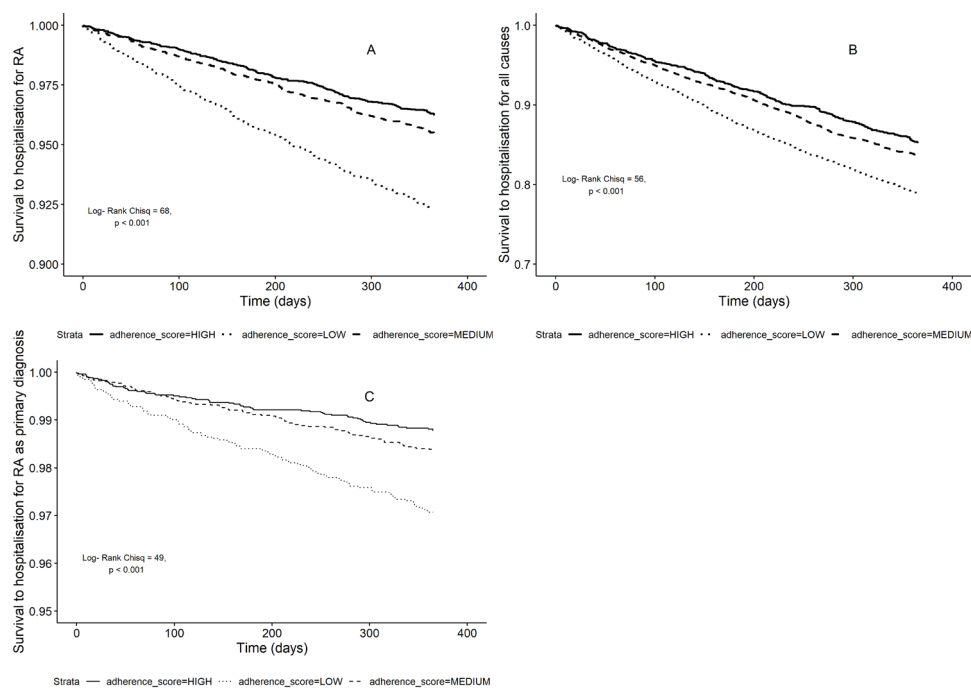 A
Survival to hospitalisation for RA
1.000
0.975
0.950
0.925
0.900
Log- Rank Chisq = 68,
p < 0.001
0 100 200 300 400
Time (days)
Strata adherence_score=HIGH adherence_score=LOW adherence_score=MEDIUM
B
Survival to hospitalisation for all causes
1.0
0.9
0.8
0.7
Log- Rank Chisq = 56,
p < 0.001
0 100 200 300 400
Time (days)
Strata adherence_score=HIGH adherence_score=LOW adherence_score=MEDIUM
C
Survival to hospitalisation for RA as primary diagnosis
1.00
0.99
0.98
0.97
0.96
0.95
Log- Rank Chisq = 49,
p < 0.001
0 100 200 300 400
Time (days)
Strata adherence_score=HIGH adherence_score=LOW adherence_score=MEDIUM